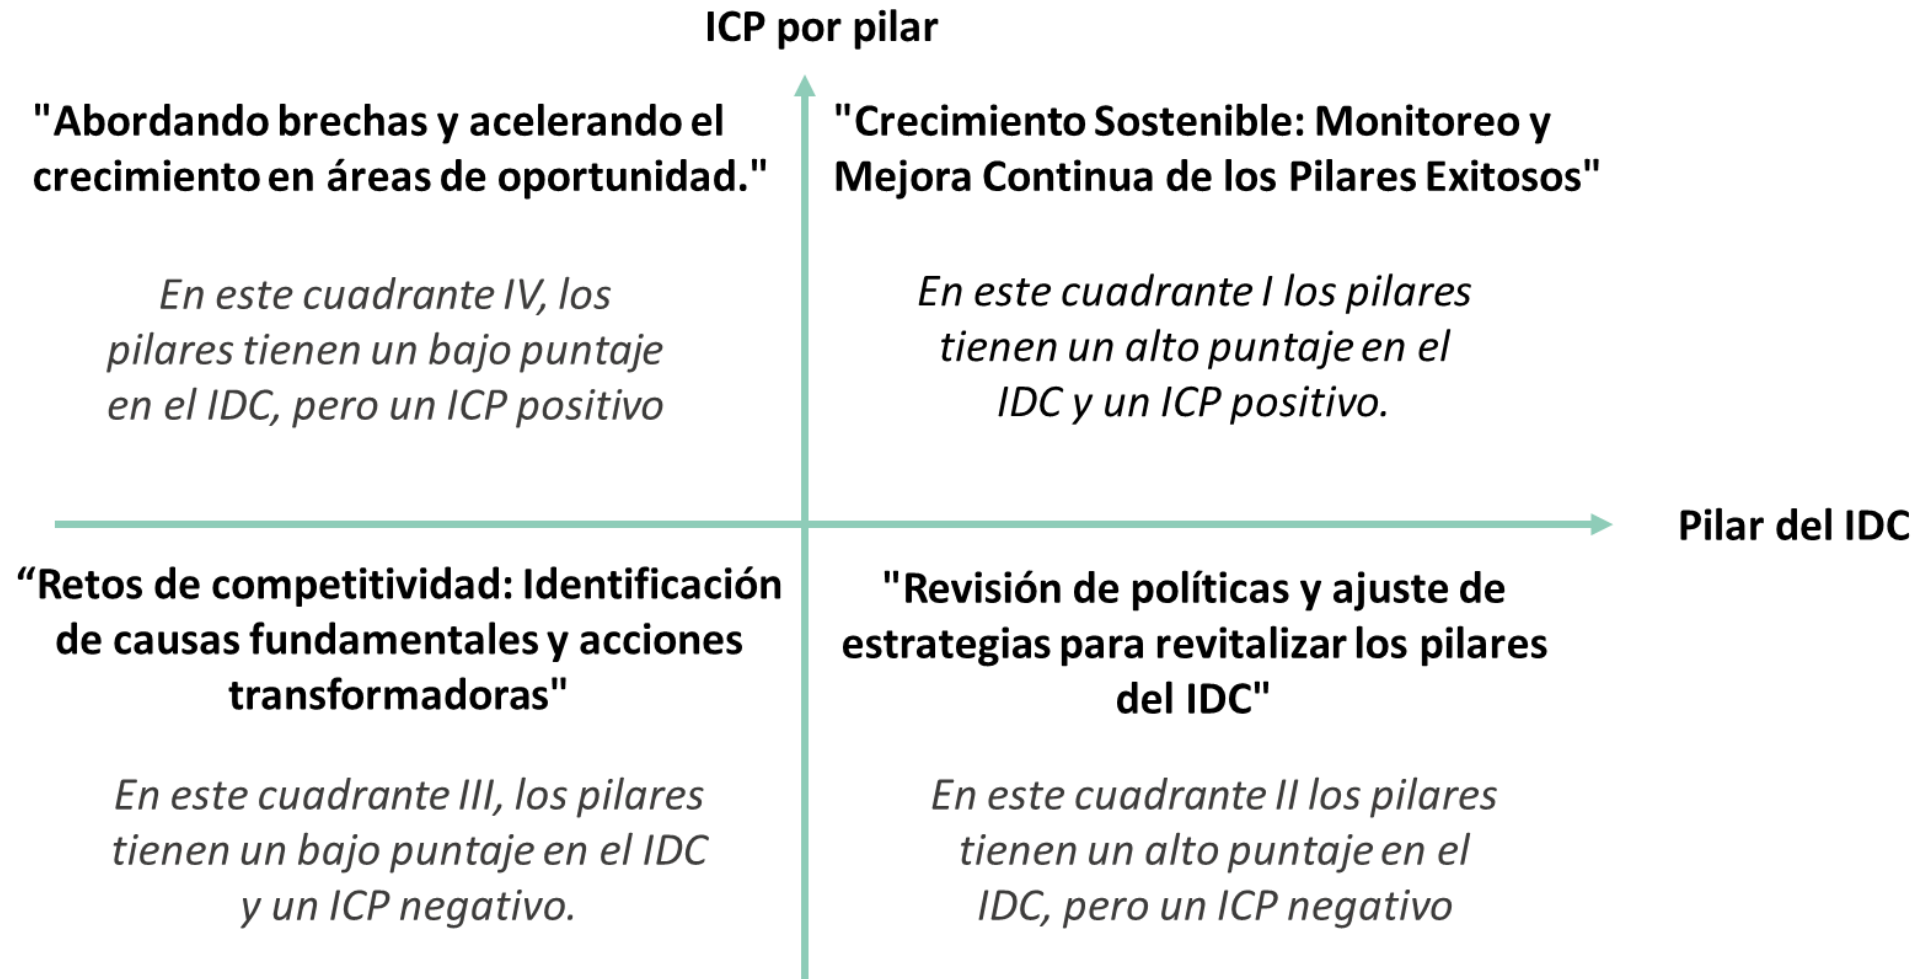 ICP por pilar
"Abordando brechas y acelerando el
crecimiento en áreas de oportunidad."
"Crecimiento Sostenible: Monitoreo y
Mejora Continua de los Pilares Exitosos"
En este cuadrante IV, los
pilares tienen un bajo puntaje
en el IDC, pero un ICP positivo
En este cuadrante I los pilares
tienen un alto puntaje en el
IDC y un ICP positivo.
Pilar del IDC
“Retos de competitividad: Identificación
de causas fundamentales y acciones
transformadoras"
"Revisión de políticas y ajuste de
estrategias para revitalizar los pilares
del IDC"
En este cuadrante III, los pilares
tienen un bajo puntaje en el IDC
y un ICP negativo.
En este cuadrante II los pilares
tienen un alto puntaje en el
IDC, pero un ICP negativo